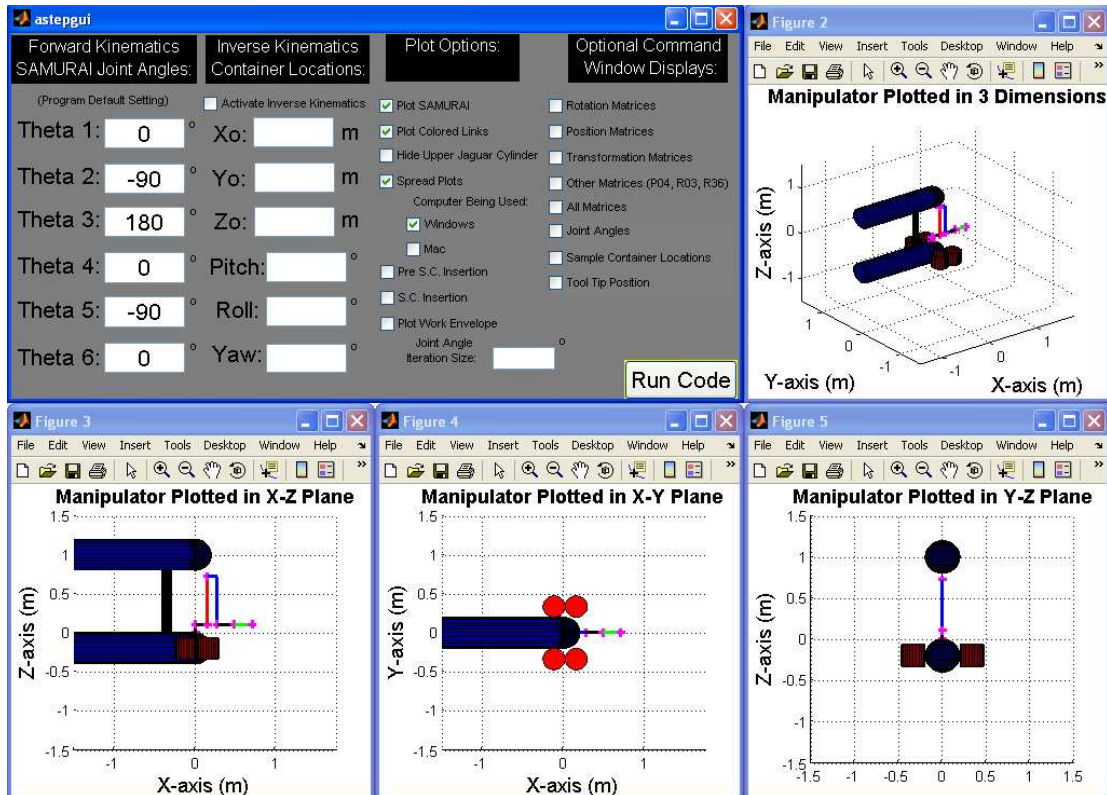 astepgui
Forward Kinematics
SAMURAI Joint Angles:
(Program Default Setting)
Theta 1: 0 °
Theta 2: -90 °
Theta 3: 180 °
Theta 4: 0 °
Theta 5: -90 °
Theta 6: 0 °
Inverse Kinematics
Container Locations:
Activate Inverse Kinematics
Xo: m
Yo: m
Zo: m
Pitch: °
Roll: °
Yaw: °
Plot Options:
Plot SAMURAI
Plot Colored Links
Hide Upper Jaguar Cylinder
Spread Plots
Computer Being Used:
Windows
Mac
Pre S.C. Insertion
S.C. Insertion
Plot Work Envelope
Joint Angle
Iteration Size: °
Optional Command
Window Displays:
Rotation Matrices
Position Matrices
Transformation Matrices
Other Matrices (P04, R03, R36)
All Matrices
Joint Angles
Sample Container Locations
Tool Tip Position
Run Code
Figure 2
File Edit View Insert Tools Desktop Window »
Manipulator Plotted in 3 Dimensions
Z-axis (m)
1
0
-1
1
0
-1
-1
0
1
Y-axis (m)
X-axis (m)
Figure 3
File Edit View Insert Tools Desktop Window Help
Manipulator Plotted in X-Z Plane
Z-axis (m)
1.5
1
0.5
0
-0.5
-1
-1.5
-1 0 1
X-axis (m)
Figure 4
File Edit View Insert Tools Desktop Window Help
Manipulator Plotted in X-Y Plane
Y-axis (m)
1.5
1
0.5
0
-0.5
-1
-1.5
-1 0 1
X-axis (m)
Figure 5
File Edit View Insert Tools Desktop Window Help
Manipulator Plotted in Y-Z Plane
Z-axis (m)
1.5
1
0.5
0
-0.5
-1
-1.5
-1.5 -1 -0.5 0 0.5 1 1.5
Y-axis (m)